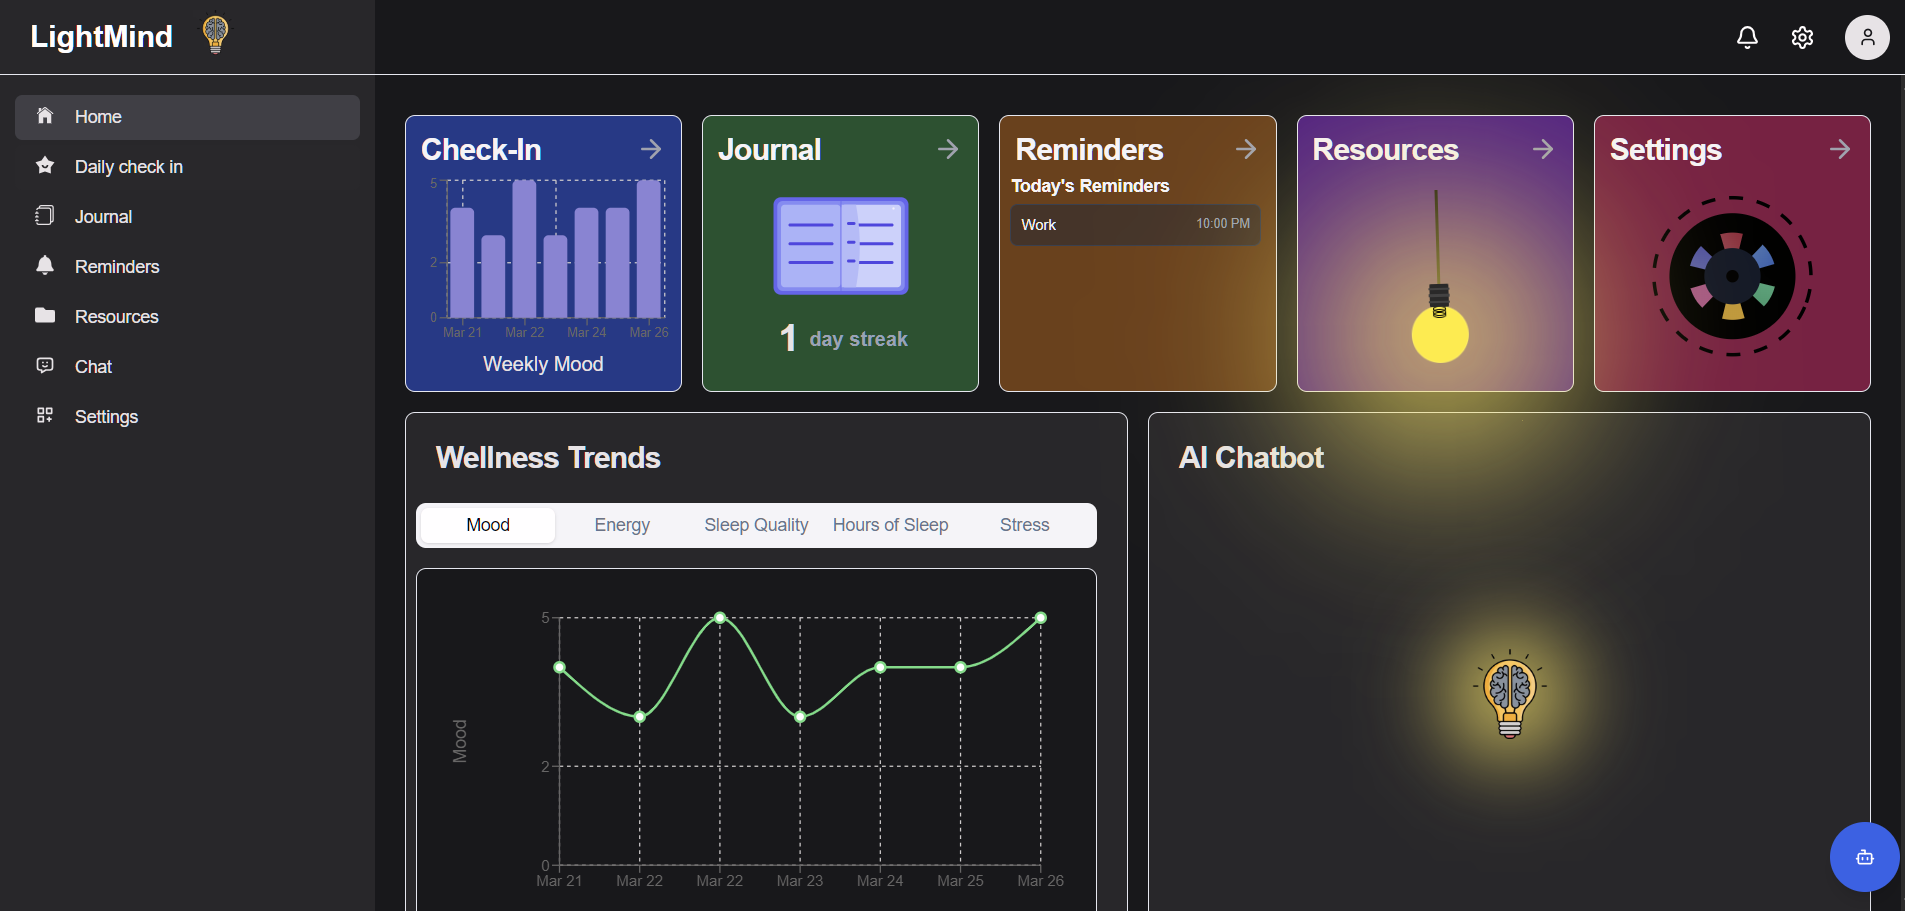 LightMind
Home
Daily check in
Journal
Reminders
Resources
Chat
Settings
Check-In
5
2
0
Mar 21 Mar 22 Mar 24 Mar 26
Weekly Mood
Journal
1 day streak
Reminders
Today's Reminders
Work 10:00 PM
Resources
Settings
Wellness Trends
Mood Energy Sleep Quality Hours of Sleep Stress
5
Mood
2
0
Mar 21 Mar 22 Mar 22 Mar 23 Mar 24 Mar 25 Mar 26
AI Chatbot